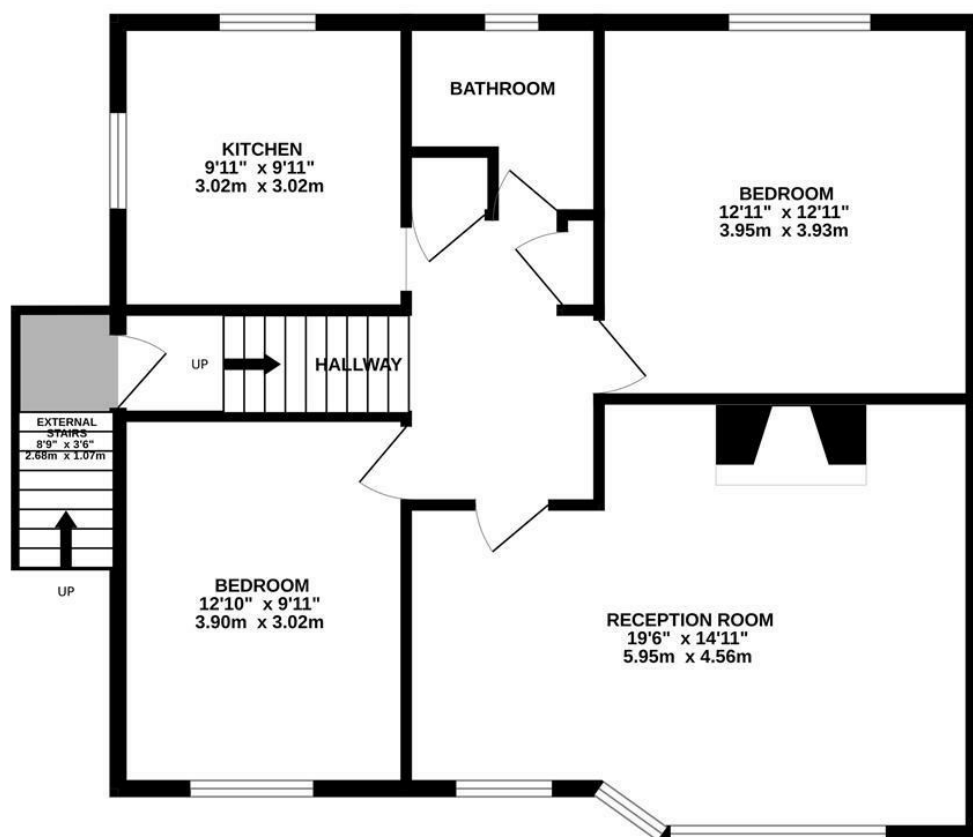 BATHROOM
KITCHEN
9'11" x 9'11"
3.02m x 3.02m
BEDROOM
12'11" x 12'11"
3.95m x 3.93m
UP
HALLWAY
EXTERNAL
STAIRS
8'9" x 3'6"
2.68m x 1.07m
UP
BEDROOM
12'10" x 9'11"
3.90m x 3.02m
RECEPTION ROOM
19'6" x 14'11"
5.95m x 4.56m